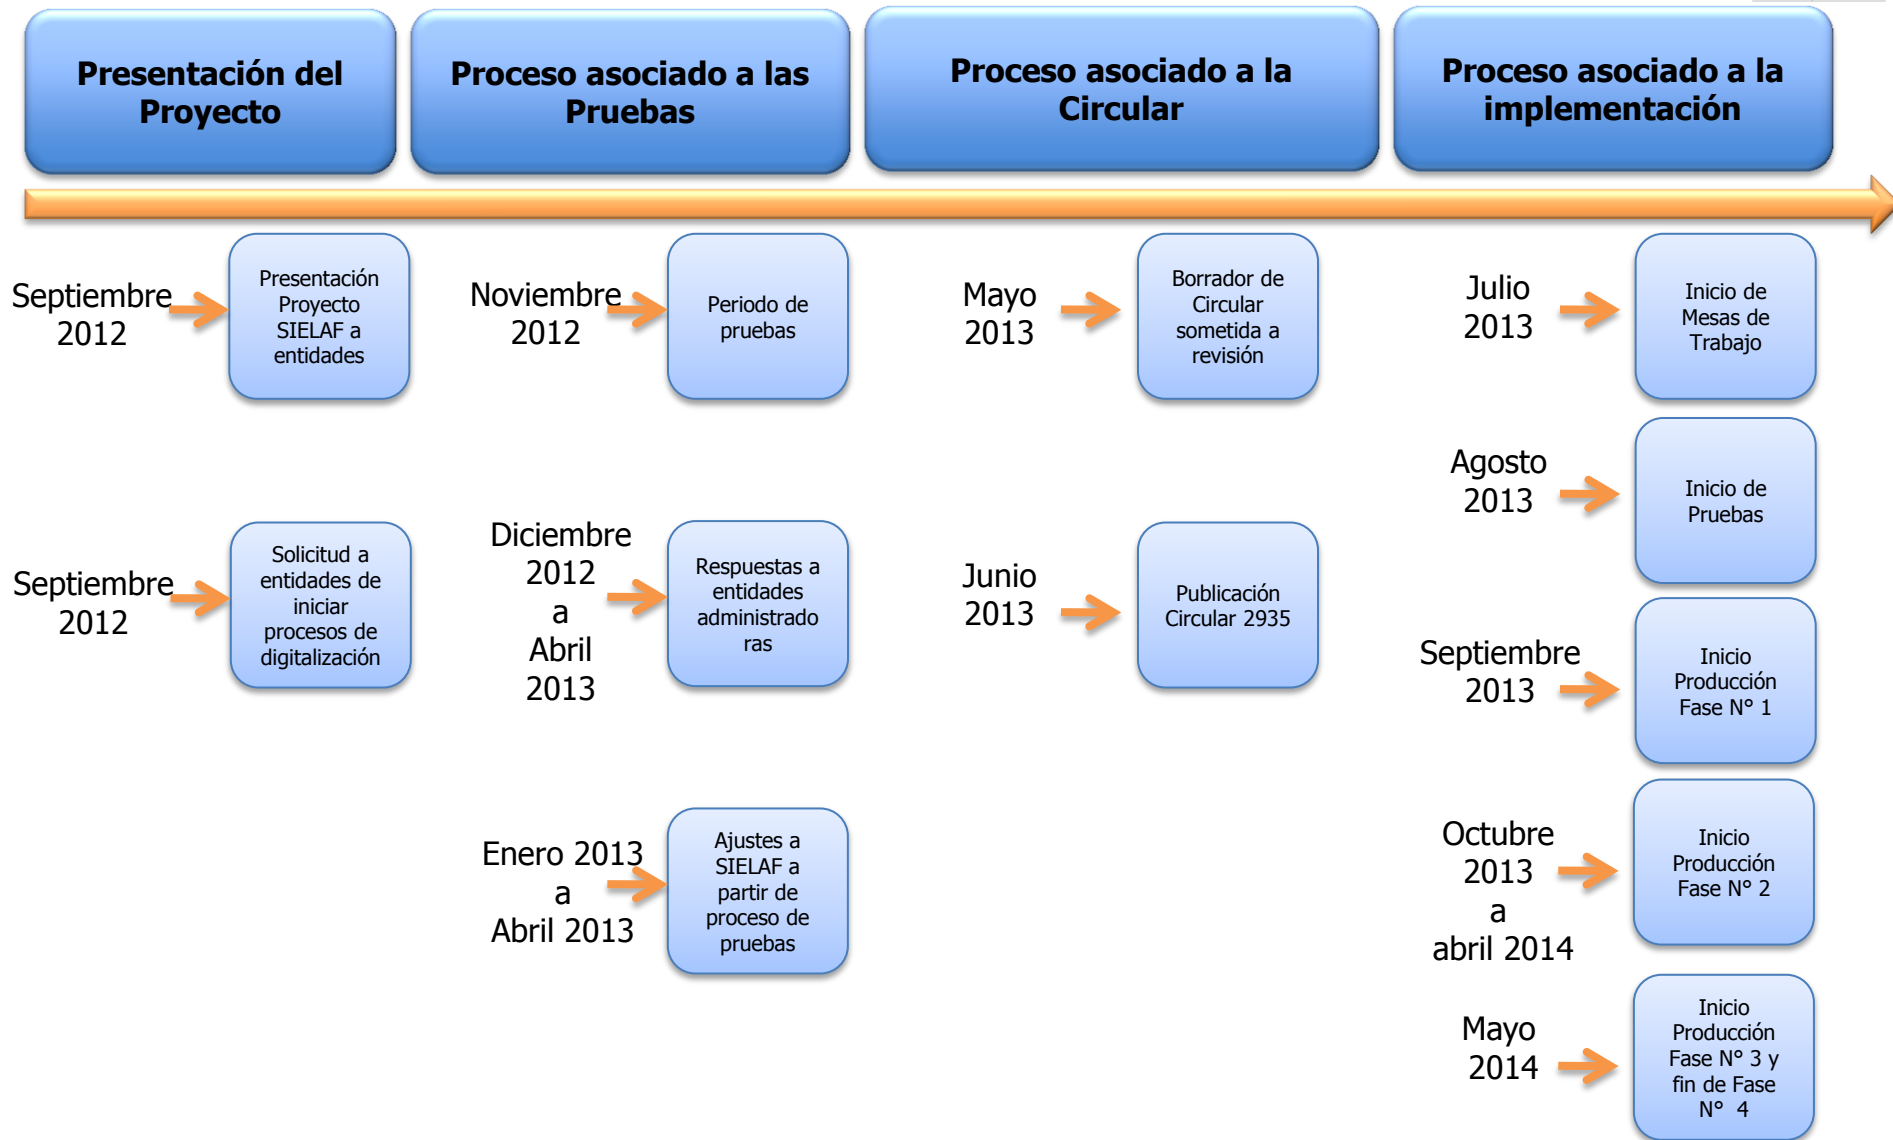 Presentación del
Proyecto
Proceso asociado a las
Pruebas
Proceso asociado a la
Circular
Proceso asociado a la
implementación
Septiembre
2012
Presentación
Proyecto
SIELAF a
entidades
Septiembre
2012
Solicitud a
entidades de
iniciar
procesos de
digitalización
Noviembre
2012
Periodo de
pruebas
Diciembre
2012
a
Abril
2013
Respuestas a
entidades
administrado
ras
Enero 2013
a
Abril 2013
Ajustes a
SIELAF a
partir de
proceso de
pruebas
Mayo
2013
Borrador de
Circular
sometida a
revisión
Junio
2013
Publicación
Circular 2935
Julio
2013
Inicio de
Mesas de
Trabajo
Agosto
2013
Inicio de
Pruebas
Septiembre
2013
Inicio
Producción
Fase N° 1
Octubre
2013
a
abril 2014
Inicio
Producción
Fase N° 2
Mayo
2014
Inicio
Producción
Fase N° 3 y
fin de Fase
N° 4